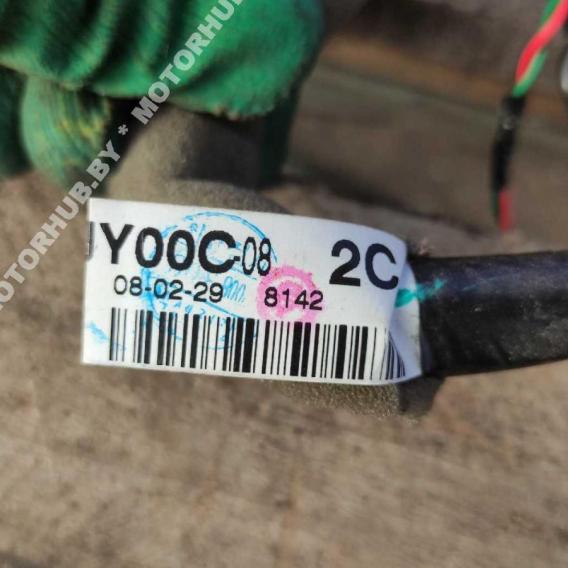 MOTORHUB.BY * MOTORHUB
JY00C-08 2C
08-02-29 8142